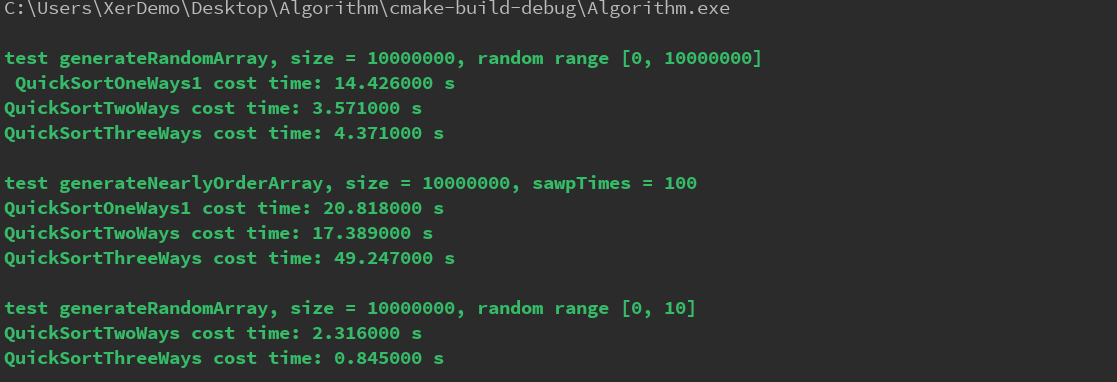 C:\Users\XerDemo\Desktop\Algorithm\cmake-build-debug\Algorithm.exe
test generateRandomArray, size = 10000000, random range [0, 10000000]
QuickSortOneWays1 cost time: 14.426000 s
QuickSortTwoWays cost time: 3.571000 s
QuickSortThreeWays cost time: 4.371000 s
test generateNearlyOrderArray, size = 10000000, sawpTimes = 100
QuickSortOneWays1 cost time: 20.818000 s
QuickSortTwoWays cost time: 17.389000 s
QuickSortThreeWays cost time: 49.247000 s
test generateRandomArray, size = 10000000, random range [0, 10]
QuickSortTwoWays cost time: 2.316000 s
QuickSortThreeWays cost time: 0.845000 s